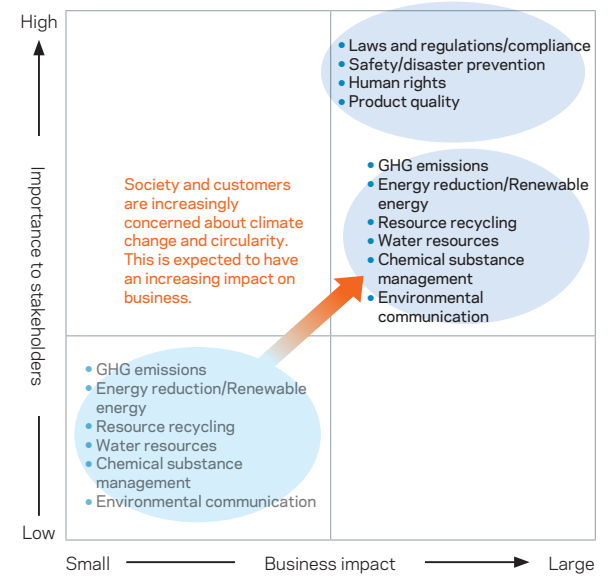 High
• Laws and regulations/compliance
• Safety/disaster prevention
• Human rights
• Product quality
• GHG emissions
• Energy reduction/Renewable
energy
• Resource recycling
• Water resources
• Chemical substance
management
• Environmental
communication
Society and customers
are increasingly
concerned about climate
change and circularity.
This is expected to have
an increasing impact on
business.
Importance to stakeholders
• GHG emissions
• Energy reduction/Renewable
energy
• Resource recycling
• Water resources
• Chemical substance
management
• Environmental communication
Low
Small
Business impact
Large